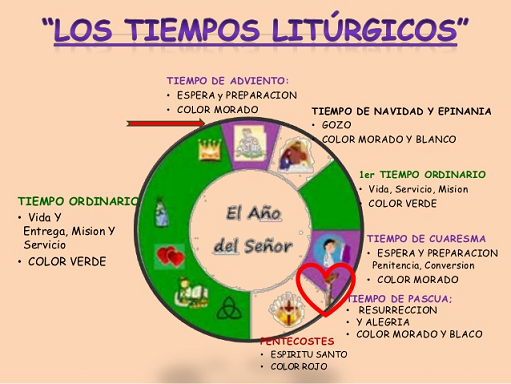 “LOS TIEMPOS LITÚRGICOS”
TIEMPO DE ADVIENTO:
• ESPERA y PREPARACION
• COLOR MORADO
TIEMPO DE NAVIDAD Y EPINANIA
• GOZO
• COLOR MORADO Y BLANCO
1er TIEMPO ORDINARIO
• Vida, Servicio, Mision
• COLOR VERDE
TIEMPO DE CUARESMA
• ESPERA Y PREPARACION
Penitencia, Conversion
• COLOR MORADO
TIEMPO DE PASCUA;
• RESURRECCION
• Y ALEGRIA
• COLOR MORADO Y BLACO
PENTECOSTES
• ESPIRITU SANTO
• COLOR ROJO
TIEMPO ORDINARIO
• Vida Y
Entrega, Mision Y
Servicio
• COLOR VERDE
El Año
del Señor